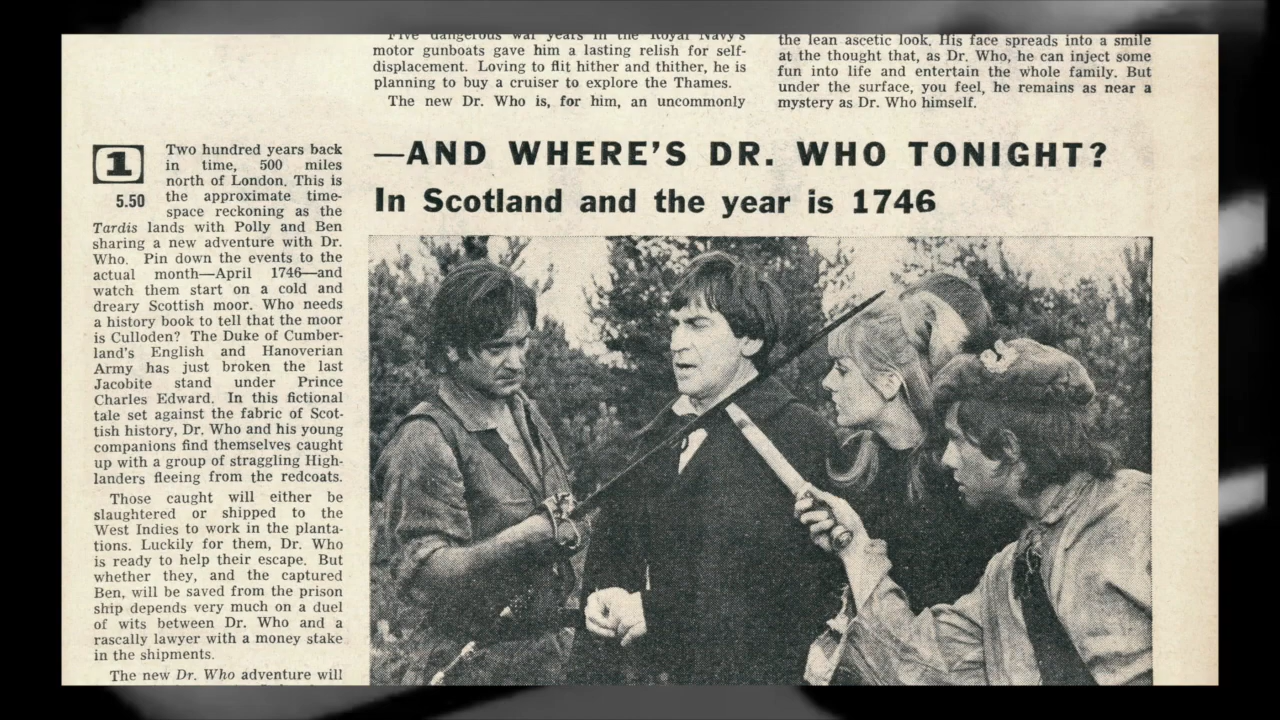 Five dangerous war years in the Royal Navy's
motor gunboats gave him a lasting relish for self-
displacement. Loving to flit hither and thither, he is
planning to buy a cruiser to explore the Thames.
The new Dr. Who is, for him, an uncommonly
the lean ascetic look. His face spreads into a smile
at the thought that, as Dr. Who, he can inject some
fun into life and entertain the whole family. But
under the surface, you feel, he remains as near a
mystery as Dr. Who himself.
—AND WHERE'S DR. WHO TONIGHT?
In Scotland and the year is 1746
1
5.50
Two hundred years back
in time, 500 miles
north of London. This is
the approximate time-
space reckoning as the
Tardis lands with Polly and Ben
sharing a new adventure with Dr.
Who. Pin down the events to the
actual month—April 1746—and
watch them start on a cold and
dreary Scottish moor. Who needs
a history book to tell that the moor
is Culloden? The Duke of Cumber-
land's English and Hanoverian
Army has just broken the last
Jacobite stand under Prince
Charles Edward. In this fictional
tale set against the fabric of Scot-
tish history, Dr. Who and his young
companions find themselves caught
up with a group of straggling High-
landers fleeing from the redcoats.
Those caught will either be
slaughtered or shipped to the
West Indies to work in the planta-
tions. Luckily for them, Dr. Who
is ready to help their escape. But
whether they, and the captured
Ben, will be saved from the prison
ship depends very much on a duel
of wits between Dr. Who and a
rascally lawyer with a money stake
in the shipments.
The new Dr. Who adventure will